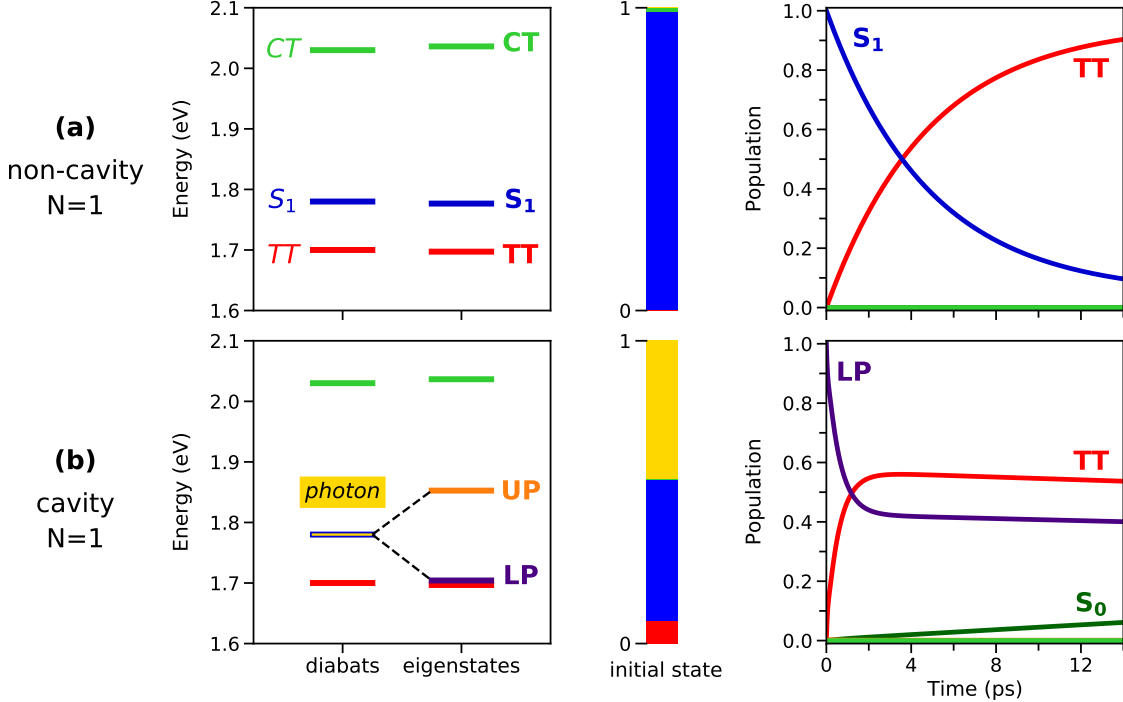 (a)
non-cavity
N=1
Energy (eV)
2.1
2.0
1.9
1.8
1.7
1.6
CT
CT
S1
S1
TT
TT
1
0
Population
1.0
0.8
0.6
0.4
0.2
0.0
S1
TT
(b)
cavity
N=1
Energy (eV)
2.1
2.0
1.9
1.8
1.7
1.6
photon
UP
LP
diabats
eigenstates
1
0
initial state
Population
1.0
0.8
0.6
0.4
0.2
0.0
LP
TT
S0
0
4
8
12
Time (ps)